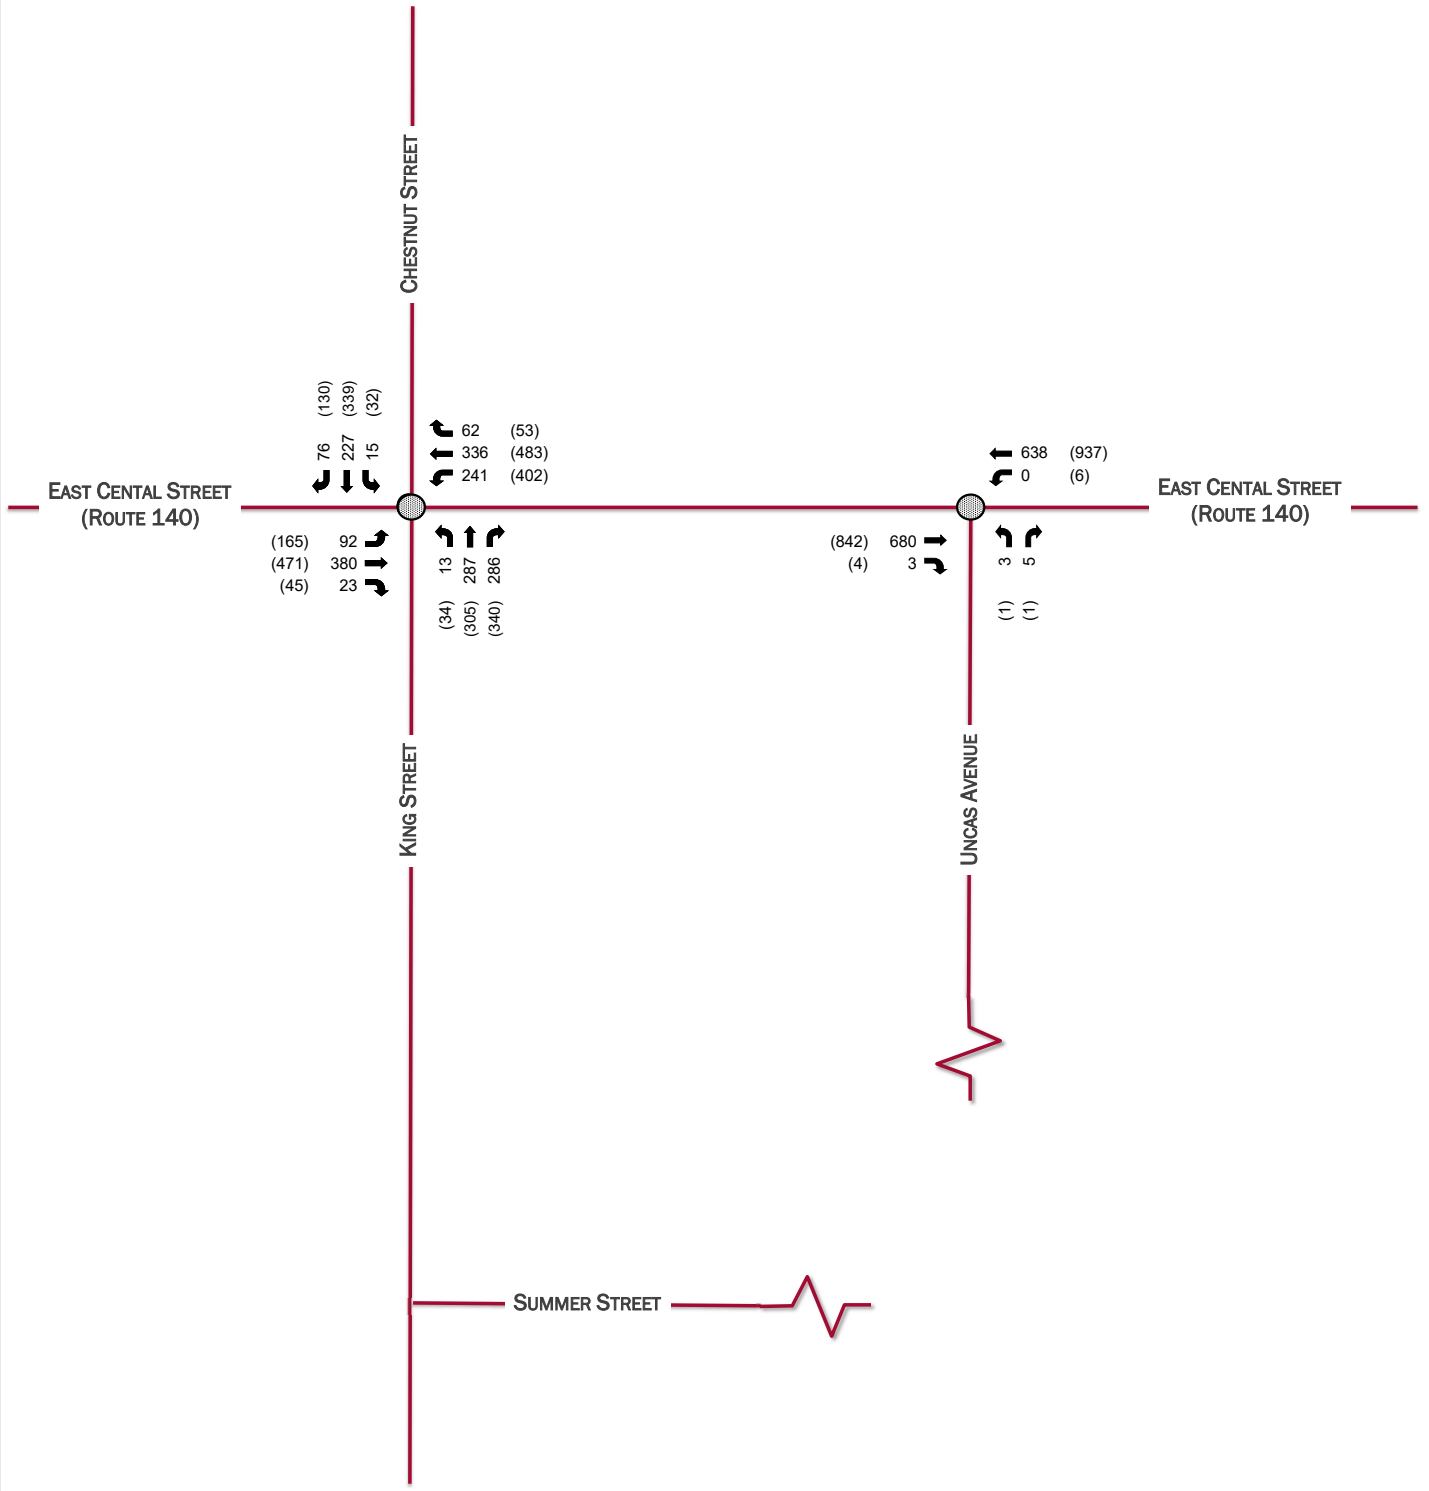 CHESTNUT STREET
(130) (339) (32)
76 227 15
62 (53)
336 (483)
241 (402)
638 (937)
0 (6)
EAST CENTAL STREET
(ROUTE 140)
EAST CENTAL STREET
(ROUTE 140)
(165) 92
(471) 380
(45) 23
13 287 286
(34) (305) (340)
(842) 680
(4) 3
3 5
(1) (1)
KING STREET
UNCAS AVENUE
SUMMER STREET